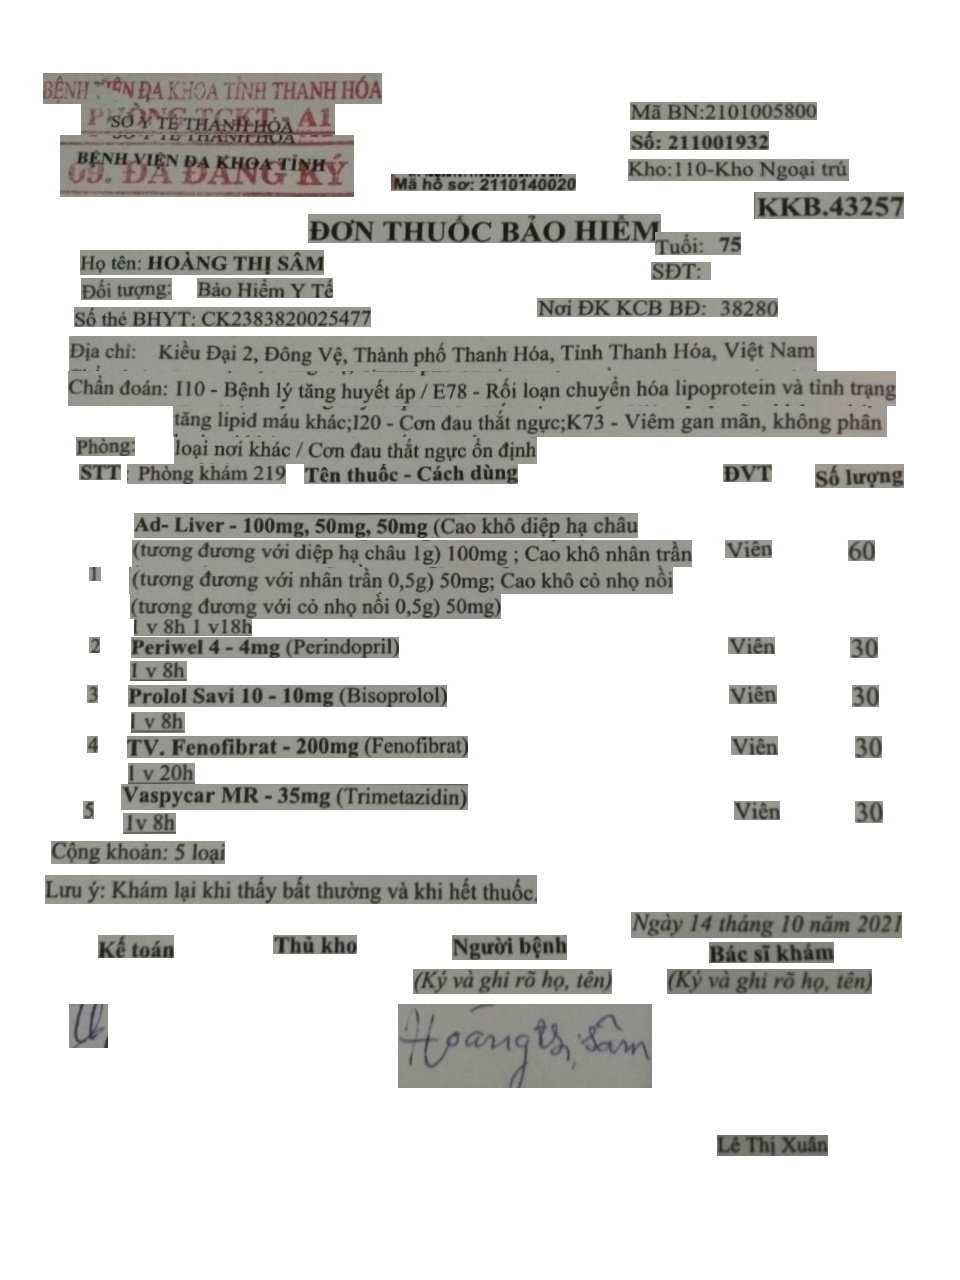 BỆNH VIỆN ĐA KHOA TỈNH THANH HÓA
PHÒNG TCKT - A1
SỞ Y TẾ THANH HÓA
BỆNH VIỆN ĐA KHOA TỈNH
09. ĐÃ ĐĂNG KÝ
Mã hồ sơ: 2110140020
Mã BN:2101005800
Số: 211001932
Kho:110-Kho Ngoại trú
KKB.43257
ĐƠN THUỐC BẢO HIỂM
Họ tên: HOÀNG THỊ SÂM Tuổi: 75
Đối tượng: Bảo Hiểm Y Tế SĐT:
Số thẻ BHYT: CK2383820025477 Nơi ĐK KCB BĐ: 38280
Địa chỉ: Kiều Đại 2, Đông Vệ, Thành phố Thanh Hóa, Tỉnh Thanh Hóa, Việt Nam
Chẩn đoán: I10 - Bệnh lý tăng huyết áp / E78 - Rối loạn chuyển hóa lipoprotein và tình trạng
tăng lipid máu khác;I20 - Cơn đau thắt ngực;K73 - Viêm gan mãn, không phân
loại nơi khác / Cơn đau thắt ngực ổn định
Phòng: Phòng khám 219
STT Tên thuốc - Cách dùng ĐVT Số lượng
1 Ad- Liver - 100mg, 50mg, 50mg (Cao khô diệp hạ châu
(tương đương với diệp hạ châu 1g) 100mg ; Cao khô nhân trần Viên 60
(tương đương với nhân trần 0,5g) 50mg; Cao khô cỏ nhọ nồi
(tương đương với cỏ nhọ nồi 0,5g) 50mg)
1 v 8h 1 v18h
2 Periwel 4 - 4mg (Perindopril) Viên 30
1 v 8h
3 Prolol Savi 10 - 10mg (Bisoprolol) Viên 30
1 v 8h
4 TV. Fenofibrat - 200mg (Fenofibrat) Viên 30
1 v 20h
5 Vaspycar MR - 35mg (Trimetazidin) Viên 30
1v 8h
Cộng khoản: 5 loại
Lưu ý: Khám lại khi thấy bất thường và khi hết thuốc.
Ngày 14 tháng 10 năm 2021
Kế toán Thủ kho Người bệnh Bác sĩ khám
(Ký và ghi rõ họ, tên) (Ký và ghi rõ họ, tên)
Hoàng thị sâm
Lê Thị Xuân